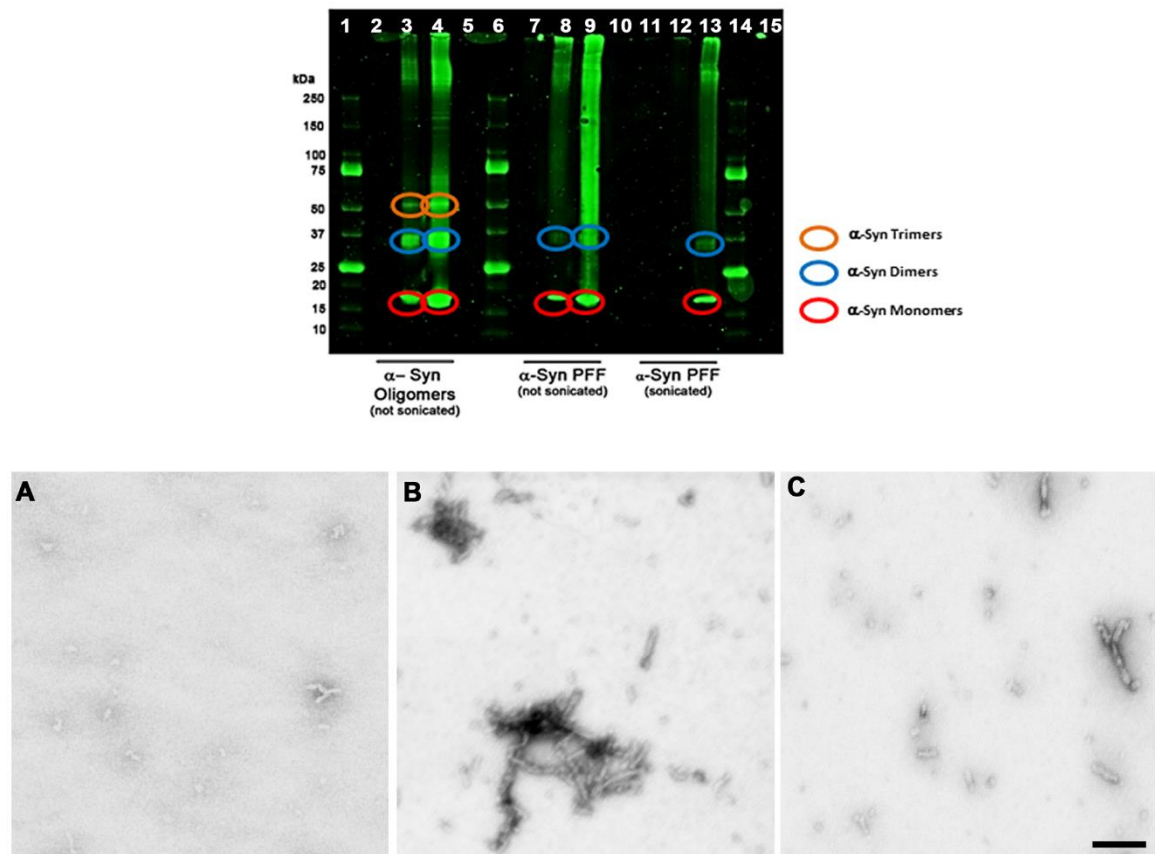 1 2 3 4 5 6 7 8 9 10 11 12 13 14 15
kDa
250
150
100
75
50
37
25
20
15
10
α-Syn Trimers
α-Syn Dimers
α-Syn Monomers
α– Syn
Oligomers
(not sonicated)
α-Syn PFF
(not sonicated)
α-Syn PFF
(sonicated)
A
B
C